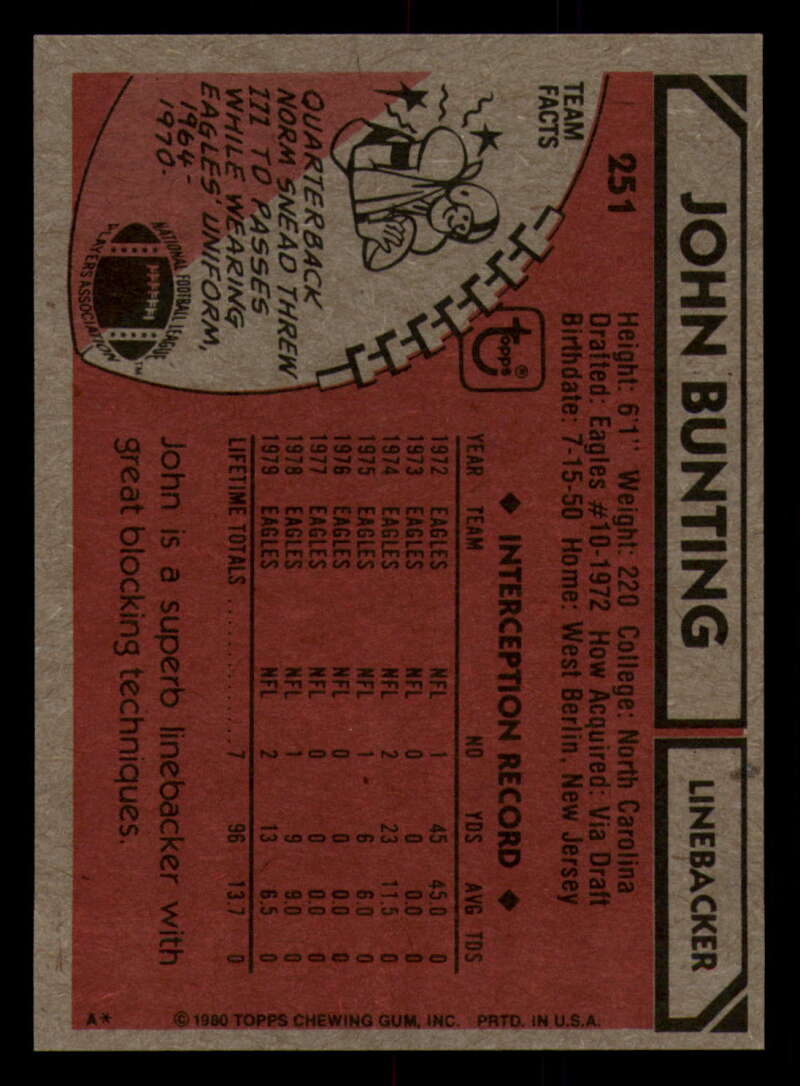 JOHN BUNTING
LINEBACKER
251
Height: 6'1" Weight: 220 College: North Carolina
Drafted: Eagles #10-1972 How Acquired: Via Draft
Birthdate: 7-15-50 Home: West Berlin, New Jersey
TEAM
FACTS
QUARTERBACK
NORM SNEAD THREW
111 TD PASSES
WHILE WEARING
EAGLES' UNIFORM,
1964-
1970.
NATIONAL FOOTBALL LEAGUE
PLAYERS ASSOCIATION
TM
topps®
◆ INTERCEPTION RECORD ◆
YEAR TEAM NO YDS AVG TDS
1972 EAGLES NFL 1 45 45.0 0
1973 EAGLES NFL 0 0 0.0 0
1974 EAGLES NFL 2 23 11.5 0
1975 EAGLES NFL 1 6 6.0 0
1976 EAGLES NFL 0 0 0.0 0
1977 EAGLES NFL 0 0 0.0 0
1978 EAGLES NFL 1 9 9.0 0
1979 EAGLES NFL 2 13 6.5 0
LIFETIME TOTALS .......... 7 96 13.7 0
John is a superb linebacker with
great blocking techniques.
A* © 1980 TOPPS CHEWING GUM, INC. PRTD. IN U.S.A.